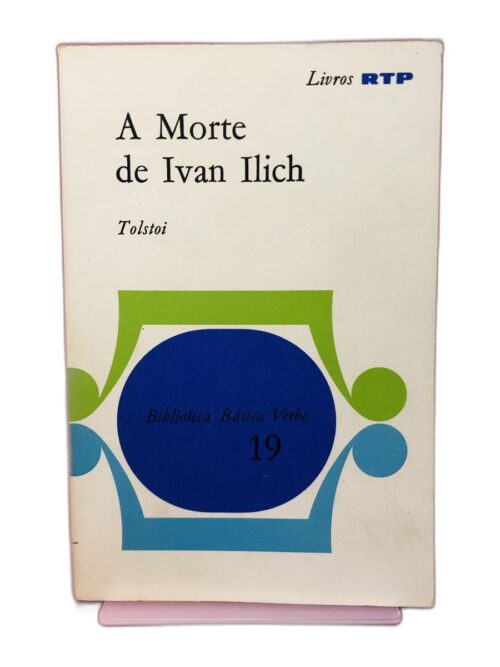 Livros RTP
A Morte
de Ivan Ilich
Tolstoi
Biblioteca Básica Verbo
19